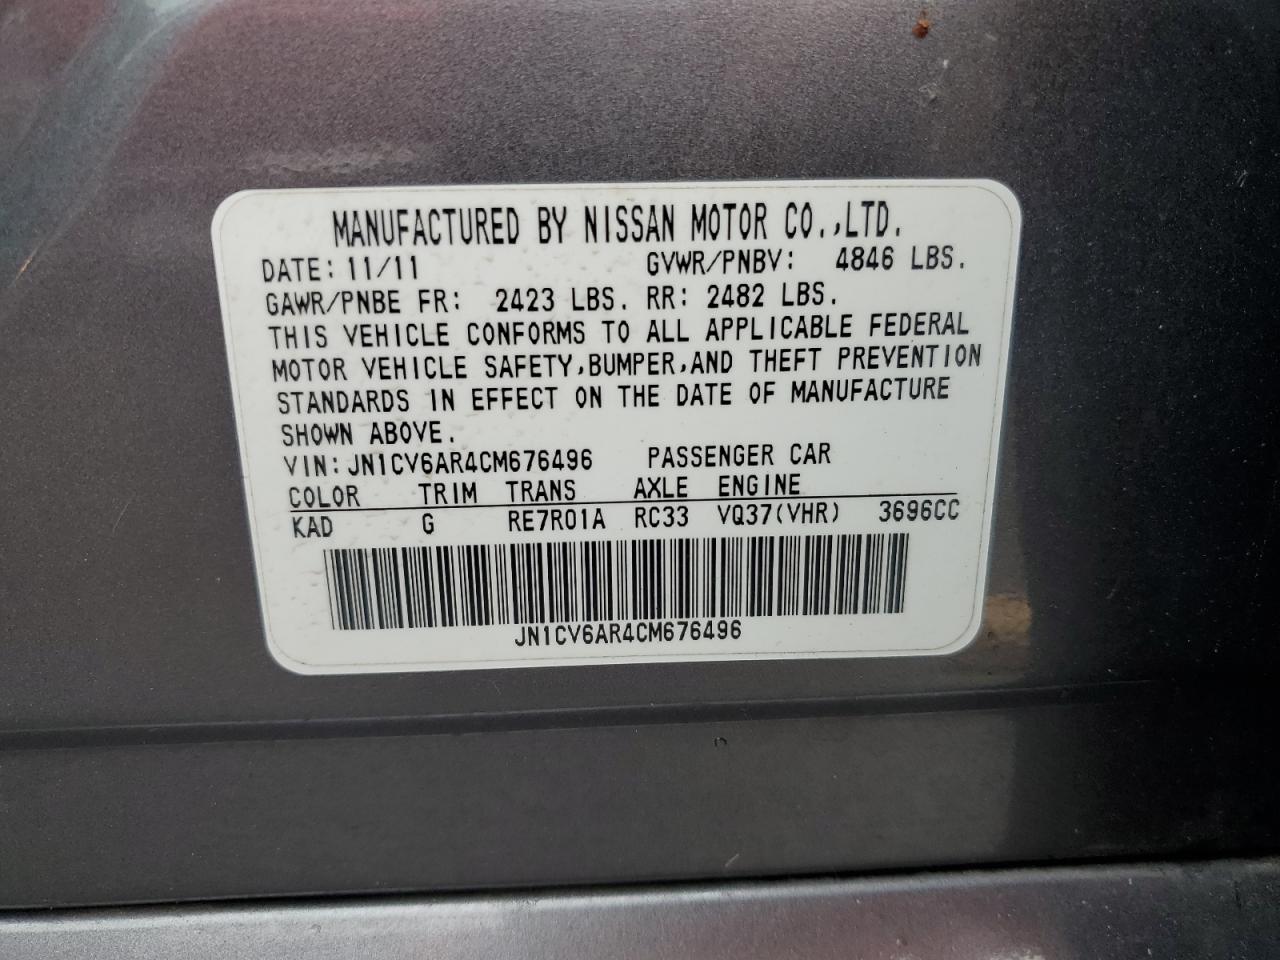 MANUFACTURED BY NISSAN MOTOR CO.,LTD.
DATE: 11/11 GVWR/PNBV: 4846 LBS.
GAWR/PNBE FR: 2423 LBS. RR: 2482 LBS.
THIS VEHICLE CONFORMS TO ALL APPLICABLE FEDERAL
MOTOR VEHICLE SAFETY,BUMPER,AND THEFT PREVENTION
STANDARDS IN EFFECT ON THE DATE OF MANUFACTURE
SHOWN ABOVE.
VIN: JN1CV6AR4CM676496 PASSENGER CAR
COLOR TRIM TRANS AXLE ENGINE
KAD G RE7R01A RC33 VQ37(VHR) 3696CC
JN1CV6AR4CM676496